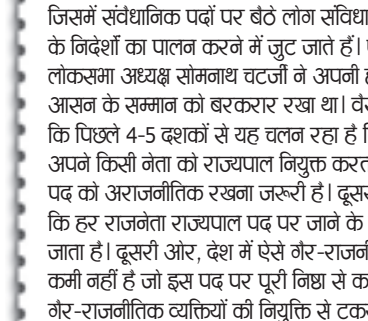 जिसमें संवैधानिक पदों पर बैठे लोग संविधा
के निदेर्शों का पालन करने में जुट जाते हैं।
लोकसभा अध्यक्ष सोमनाथ चटर्जी ने अपनी
आसन के सम्मान को बरकरार रखा था। वै
कि पिछले 4-5 दशकों से यह चलन रहा है
अपने किसी नेता को राज्यपाल नियुक्त करत
पद को अराजनीतिक रखना जरूरी है। दूस
कि हर राजनेता राज्यपाल पद पर जाने के
जाता है। दूसरी ओर, देश में ऐसे गैर-राजनी
कमी नहीं है जो इस पद पर पूरी निष्ठा से क
गैर-राजनीतिक व्यक्तियों की नियुक्ति से टक